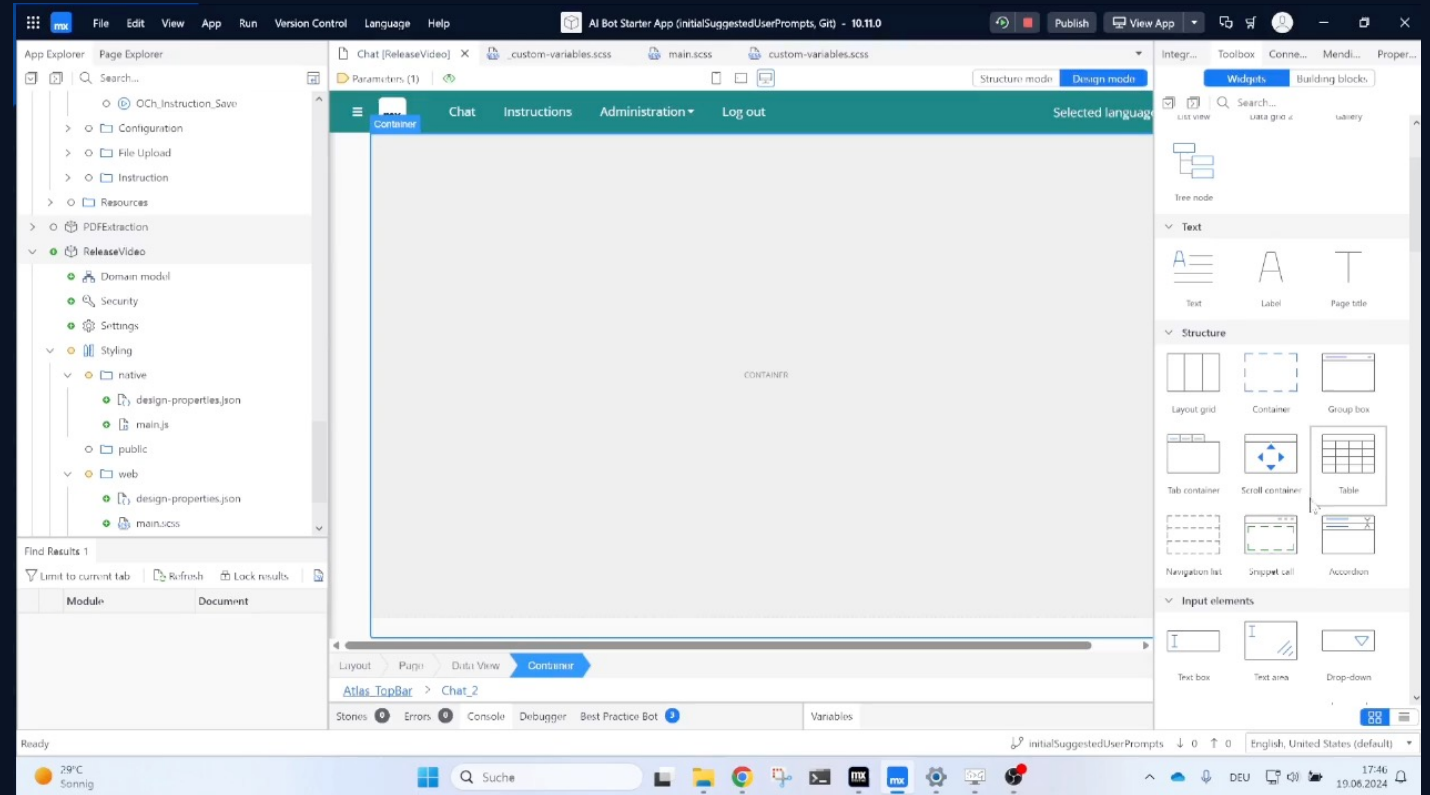 mx File Edit View App Run Version Control Language Help AI Bot Starter App (initialSuggestedUserPrompts, Git) - 10.11.0 Publish View App
App Explorer Page Explorer
Search...
OCh_Instruction_Save
Configuration
File Upload
Instruction
Resources
PDFExtraction
ReleaseVideo
Domain model
Security
Settings
Styling
native
design-properties.json
main.js
public
web
design-properties.json
main.scss
Find Results 1
Limit to current tab Refresh Lock results
Module Document
Chat [ReleaseVideo] _custom-variables.scss main.scss custom-variables.scss
Parameters (1) Structure mode Design mode
Chat Instructions Administration Log out Selected language
Container
CONTAINER
Layout Page Data View Container
Atlas_TopBar > Chat_2
Stories 0 Errors 0 Console Debugger Best Practice Bot 3 Variables
Integr... Toolbox Conne... Mendi... Proper...
Widgets Building blocks
Search...
List view Data grid 2 Gallery
Tree node
Text
Text Label Page title
Structure
Layout grid Container Group box
Tab container Scroll container Table
Navigation list Snippet call Accordion
Input elements
Text box Text area Drop-down
Ready initialSuggestedUserPrompts ↓ 0 ↑ 0 English, United States (default)
29°C
Sonnig
Suche
DEU
17:46
19.06.2024